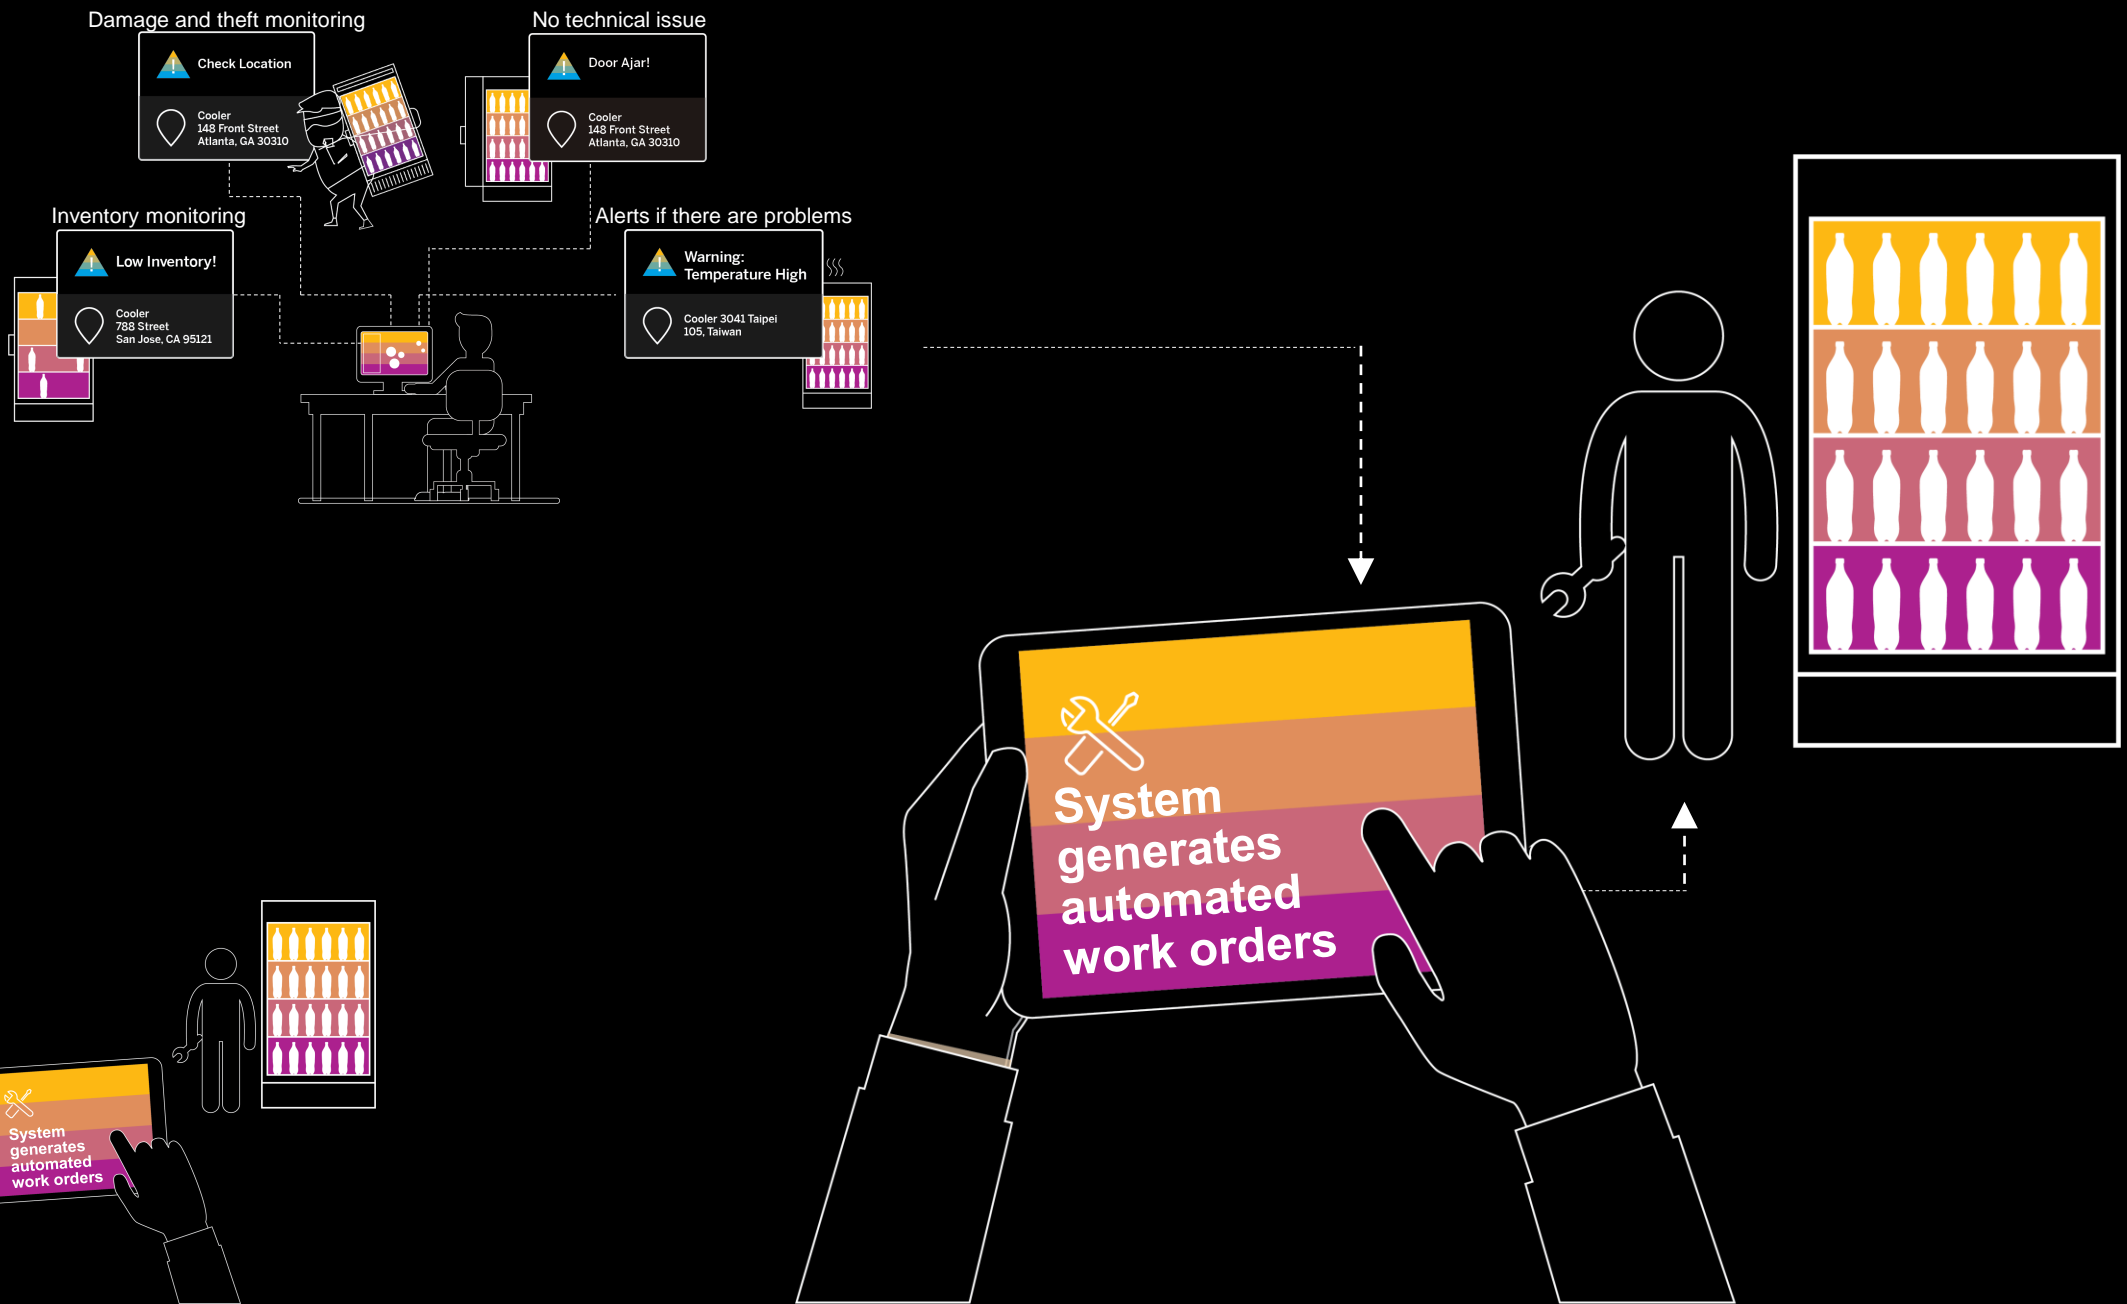 Damage and theft monitoring
Check Location
Cooler
148 Front Street
Atlanta, GA 30310
No technical issue
Door Ajar!
Cooler
148 Front Street
Atlanta, GA 30310
Inventory monitoring
Low Inventory!
Cooler
788 Street
San Jose, CA 95121
Alerts if there are problems
Warning:
Temperature High
Cooler 3041 Taipei
105, Taiwan
System
generates
automated
work orders
System
generates
automated
work orders